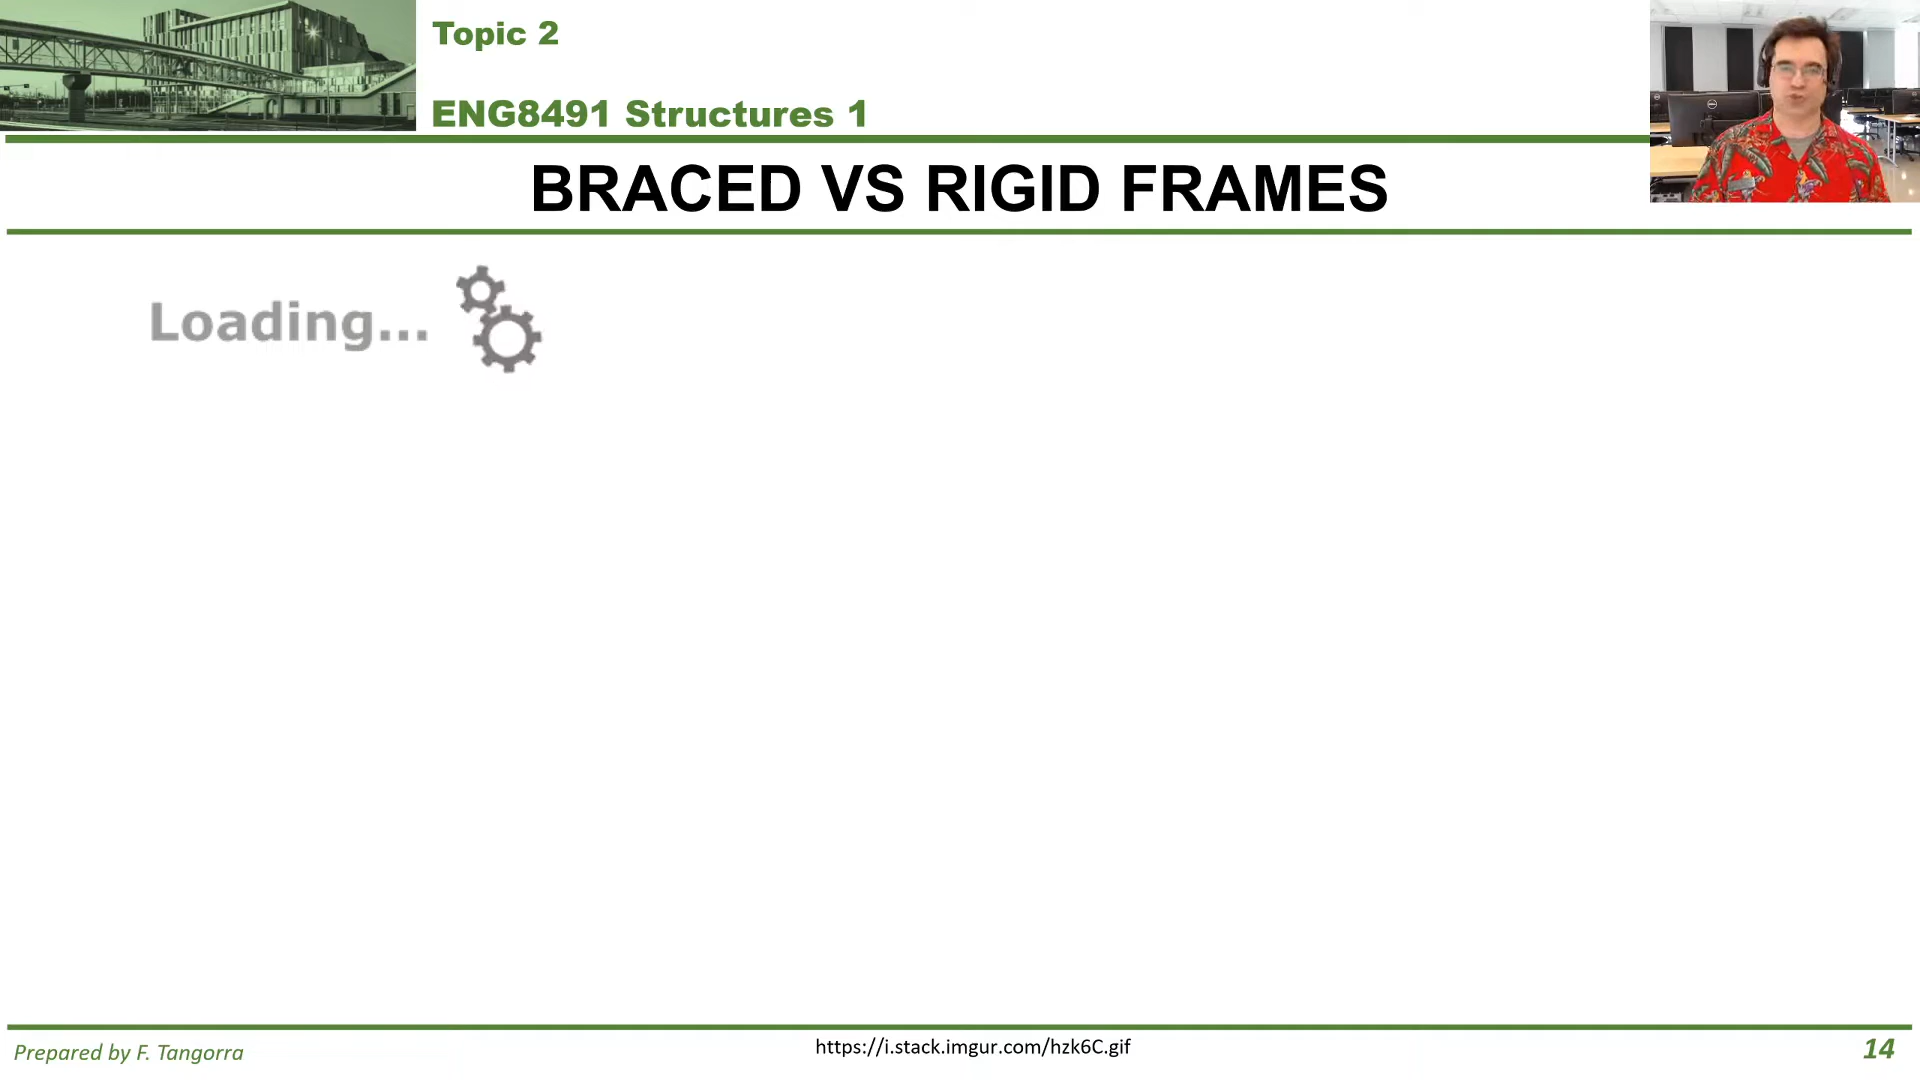 Topic 2
ENG8491 Structures 1
BRACED VS RIGID FRAMES
Loading...
Prepared by F. Tangorra
https://i.stack.imgur.com/hzk6C.gif
14